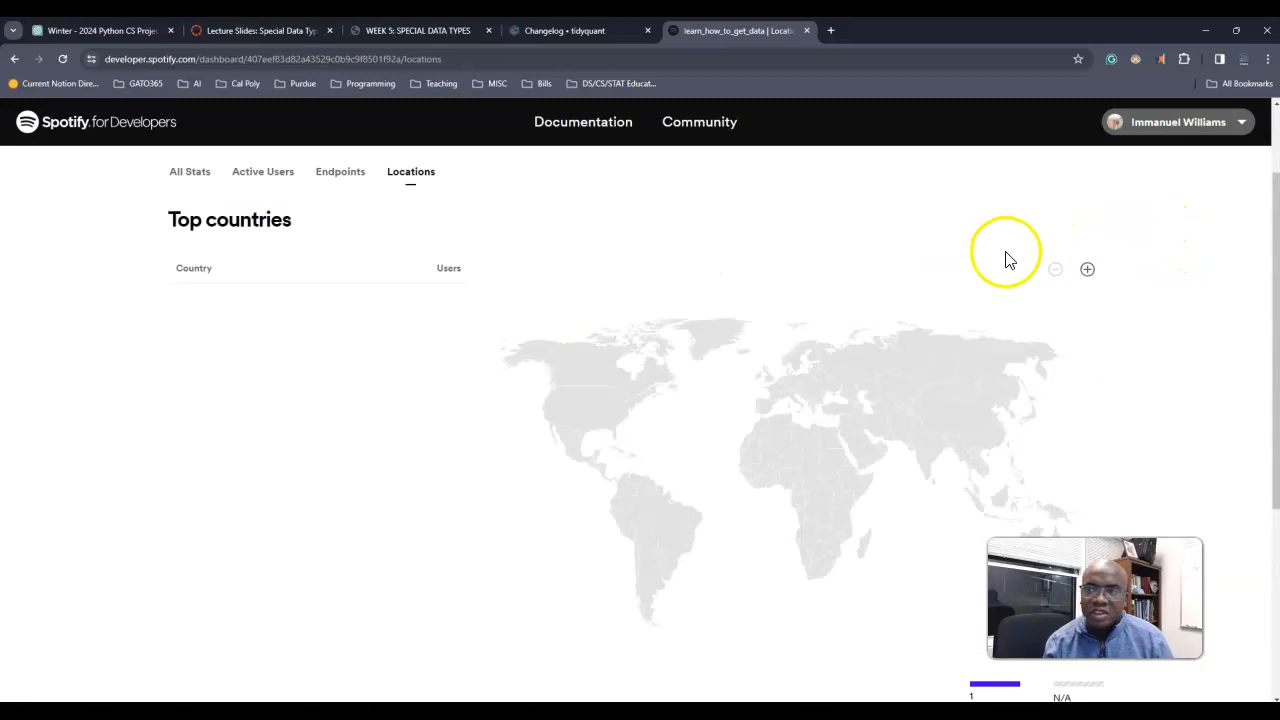 Winter - 2024 Python CS Projec
Lecture Slides: Special Data Typ
WEEK 5: SPECIAL DATA TYPES
Changelog • tidyquant
learn_how_to_get_data | Locatio
developer.spotify.com/dashboard/407eef83d82a43529c0b9c9f8501f92a/locations
Current Notion Dire...
GATO365
AI
Cal Poly
Purdue
Programming
Teaching
MISC
Bills
DS/CS/STAT Educat...
All Bookmarks
Spotify for Developers
Documentation
Community
Immanuel Williams
All Stats
Active Users
Endpoints
Locations
Top countries
Country
Users
1
N/A